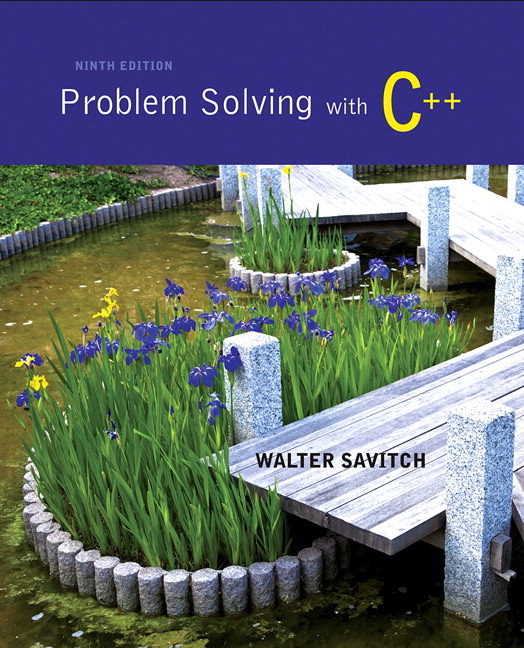 NINTH EDITION
Problem Solving with C++
WALTER SAVITCH